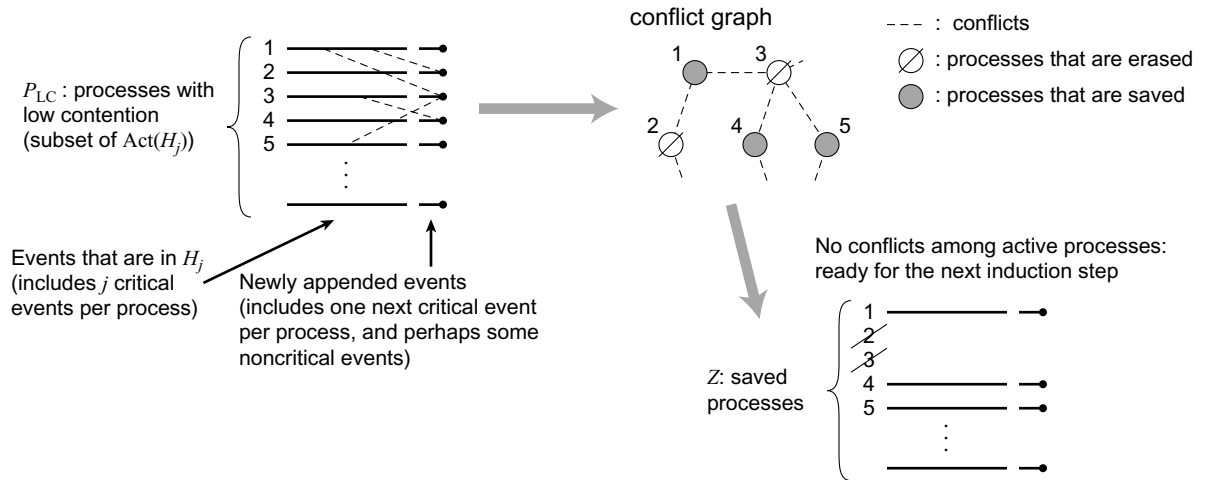 1
2
3
4
5
P_LC : processes with
low contention
(subset of Act(H_j))
Events that are in H_j
(includes j critical
events per process)
Newly appended events
(includes one next critical event
per process, and perhaps some
noncritical events)
conflict graph
1
3
2
4
5
: conflicts
: processes that are erased
: processes that are saved
No conflicts among active processes:
ready for the next induction step
Z: saved
processes
1
2
3
4
5